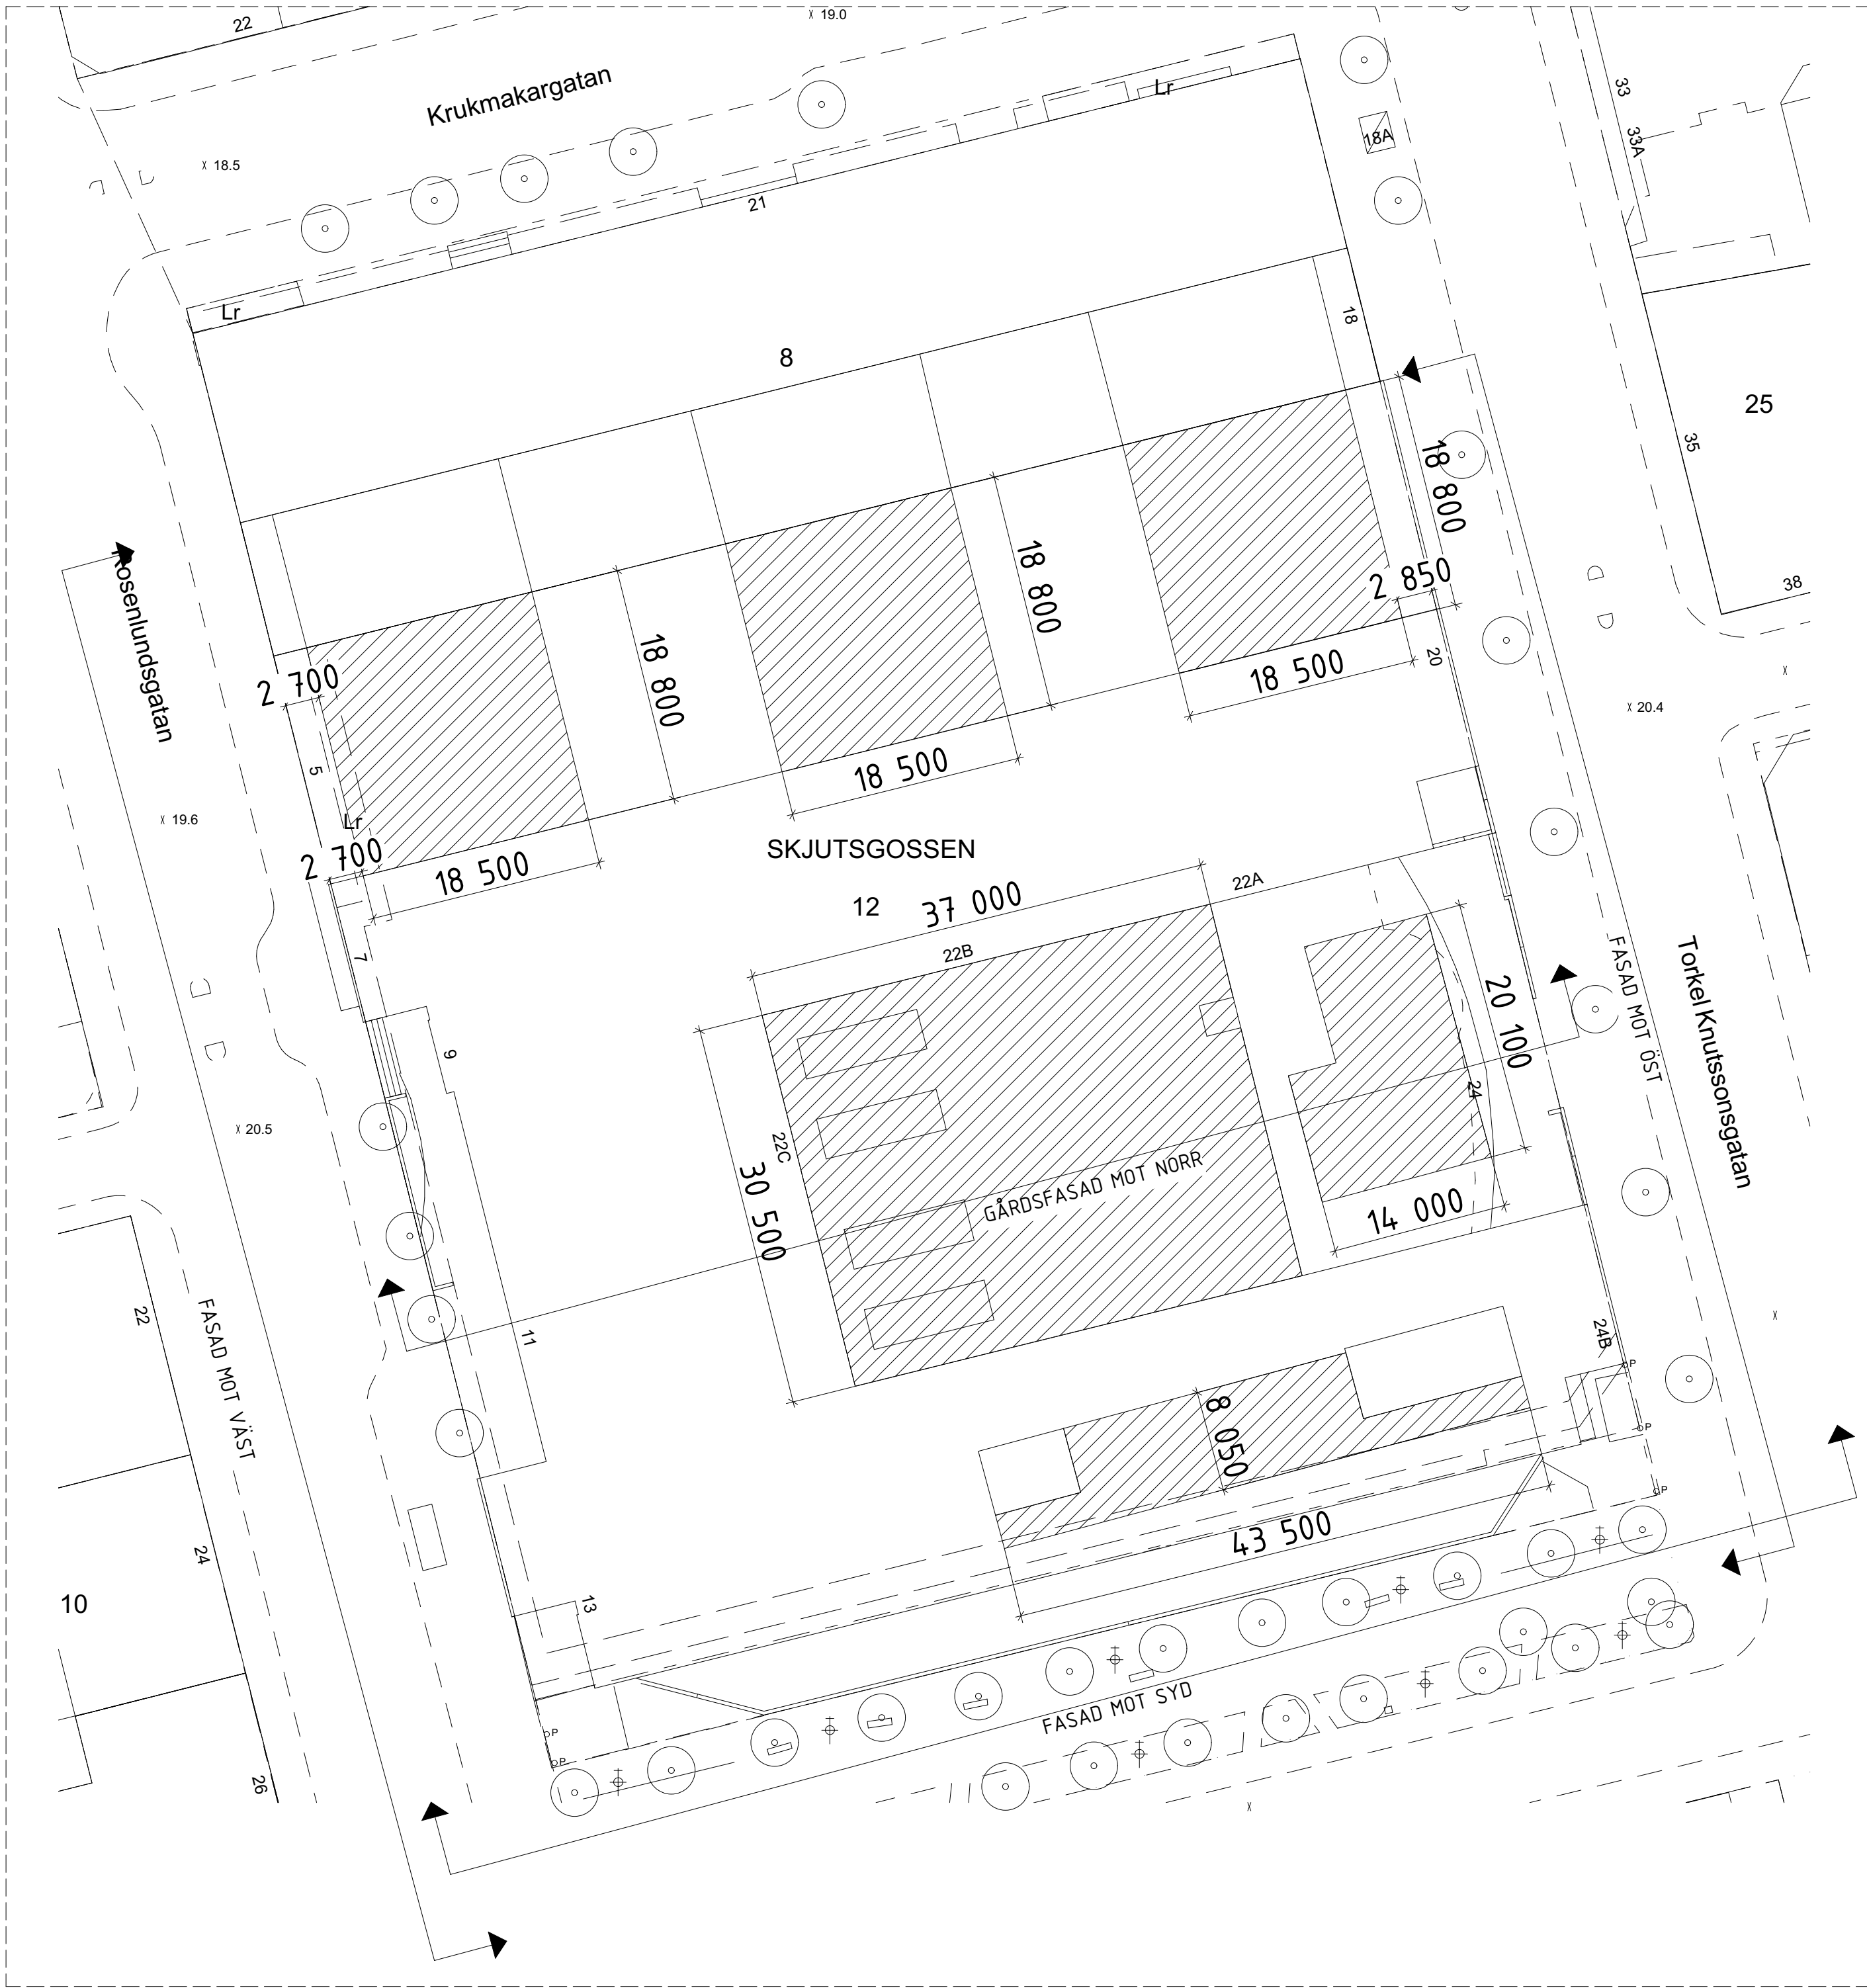 22
19.0
Krukmakargatan
18.5
Lr
33
33A
18A
21
Lr
18
8
25
35
18 800
18 800
18 800
2 850
38
Rosenlundsgatan
2 700
5
18 500
20
20.4
18 500
19.6
Lr
2 700
18 500
SKJUTSGOSSEN
12
37 000
22A
22B
7
9
20 100
FASAD MOT ÖST
Torkel Knutssonsgatan
24
20.5
22C
30 500
GÅRDSFASAD MOT NORR
14 000
22
11
24B
P
FASAD MOT VÄST
8 050
P
P
43 500
24
10
13
FASAD MOT SYD
P
P
26